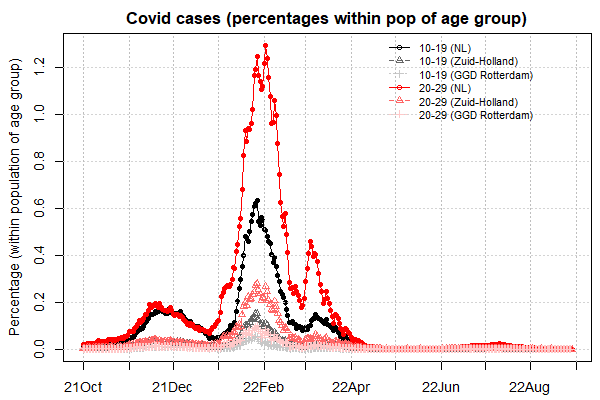 Covid cases (percentages within pop of age group)
10-19 (NL)
10-19 (Zuid-Holland)
10-19 (GGD Rotterdam)
20-29 (NL)
20-29 (Zuid-Holland)
20-29 (GGD Rotterdam)
Percentage (within population of age group)
1.2
1.0
0.8
0.6
0.4
0.2
0.0
21Oct 21Dec 22Feb 22Apr 22Jun 22Aug